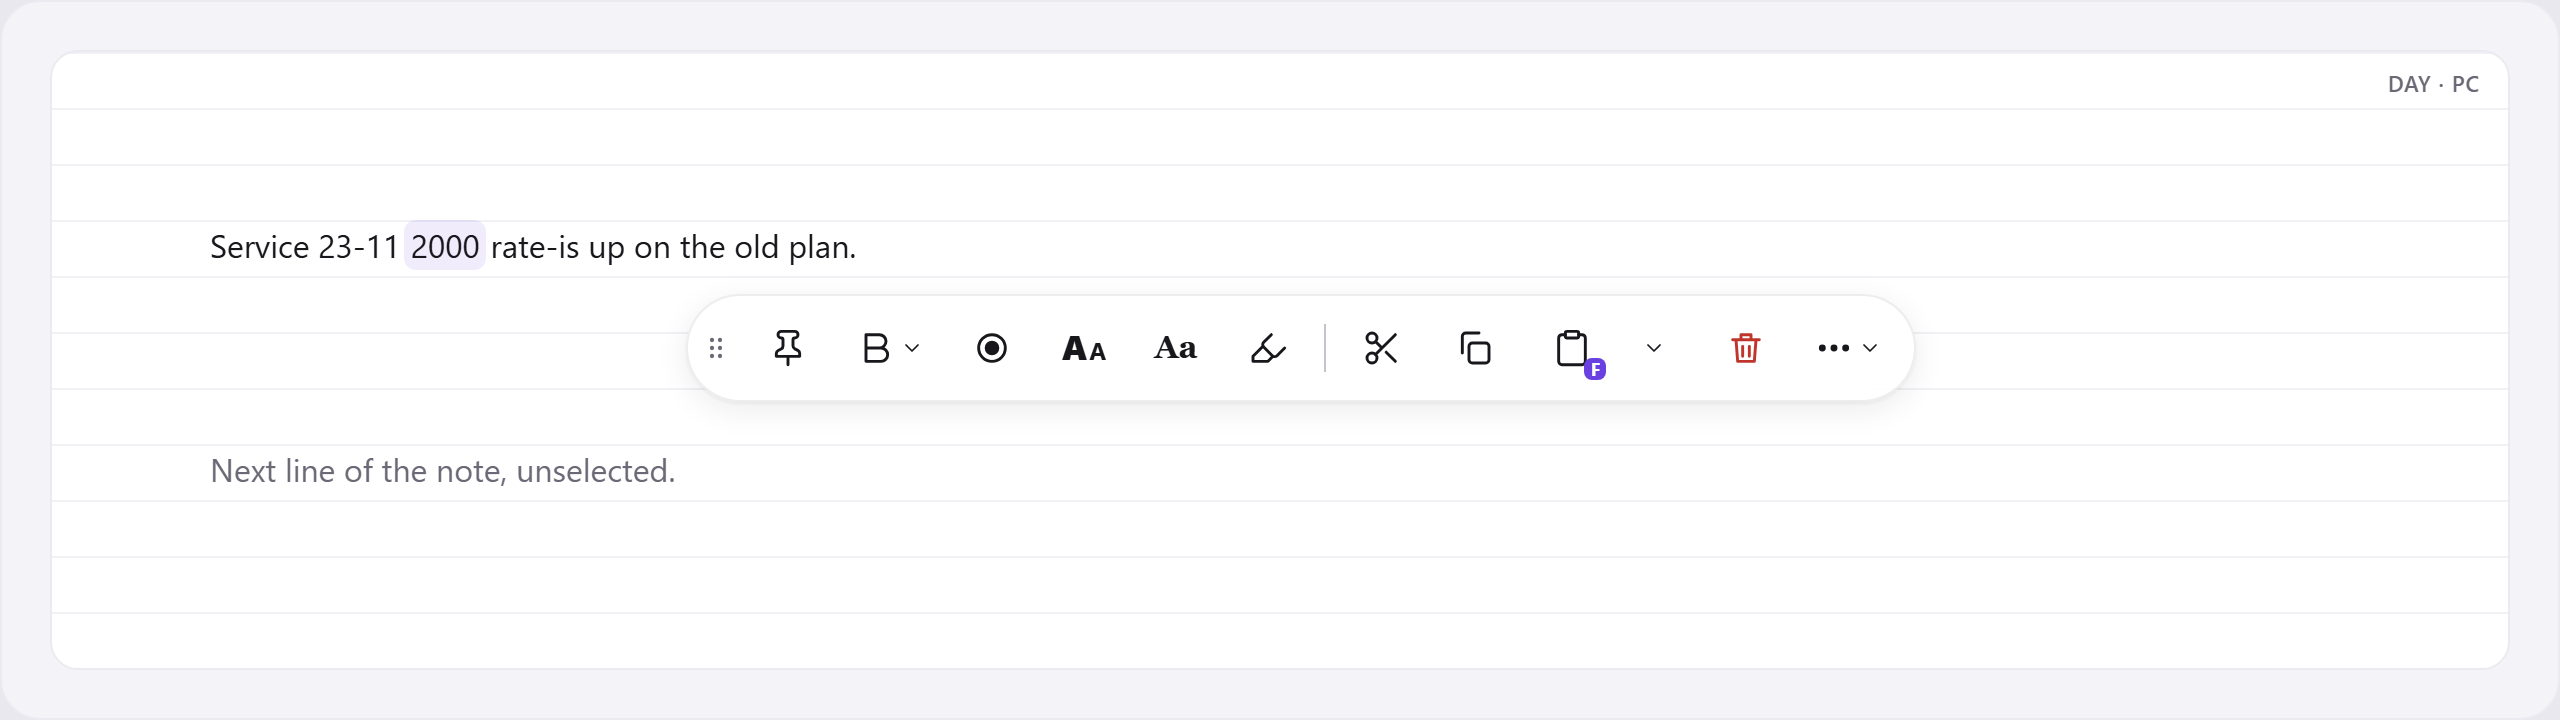 DAY · PC
Service 23-11 2000 rate-is up on the old plan.
B AA Aa F
Next line of the note, unselected.